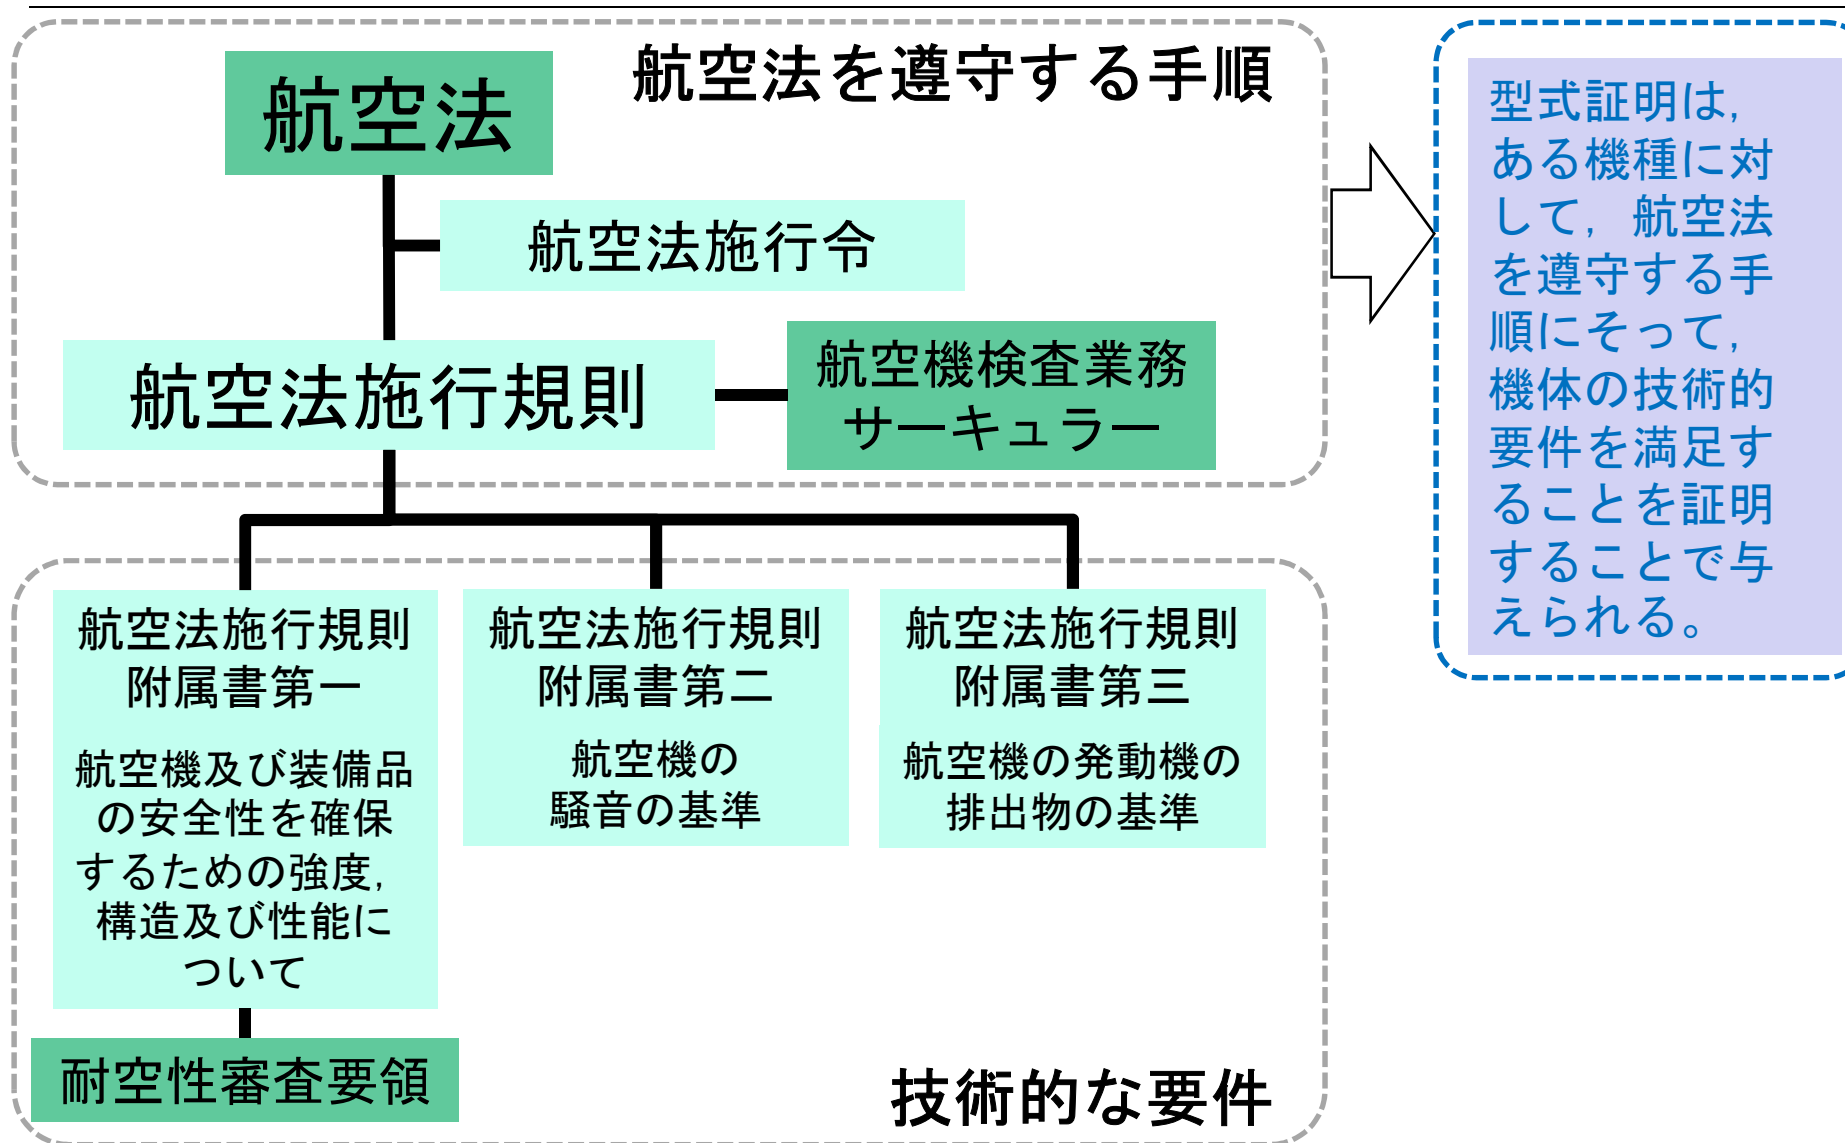 航空法を遵守する手順
航空法
航空法施行令
航空法施行規則
航空機検査業務
サーキュラー
航空法施行規則
附属書第一
航空機及び装備品
の安全性を確保
するための強度,
構造及び性能に
ついて
耐空性審査要領
航空法施行規則
附属書第二
航空機の
騒音の基準
航空法施行規則
附属書第三
航空機の発動機の
排出物の基準
技術的な要件
型式証明は,
ある機種に対
して,航空法
を遵守する手
順にそって,
機体の技術的
要件を満足す
ることを証明
することで与
えられる。